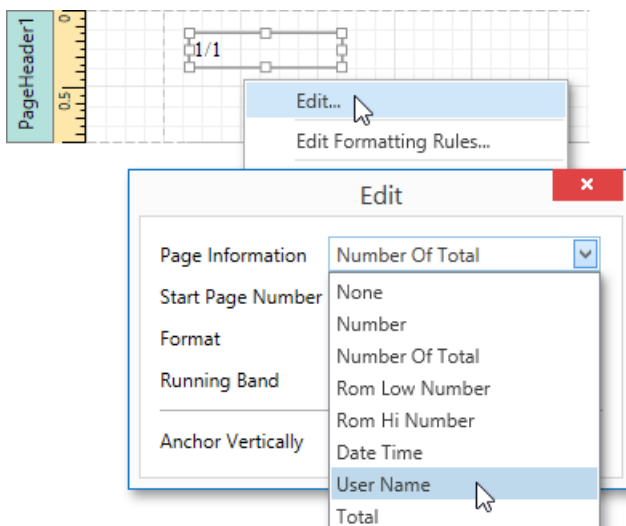 PageHeader1
0
0.5
1/1
Edit...
Edit Formatting Rules...
Edit
Page Information
Number Of Total
Start Page Number
None
Format
Number
Number Of Total
Running Band
Rom Low Number
Rom Hi Number
Anchor Vertically
Date Time
User Name
Total